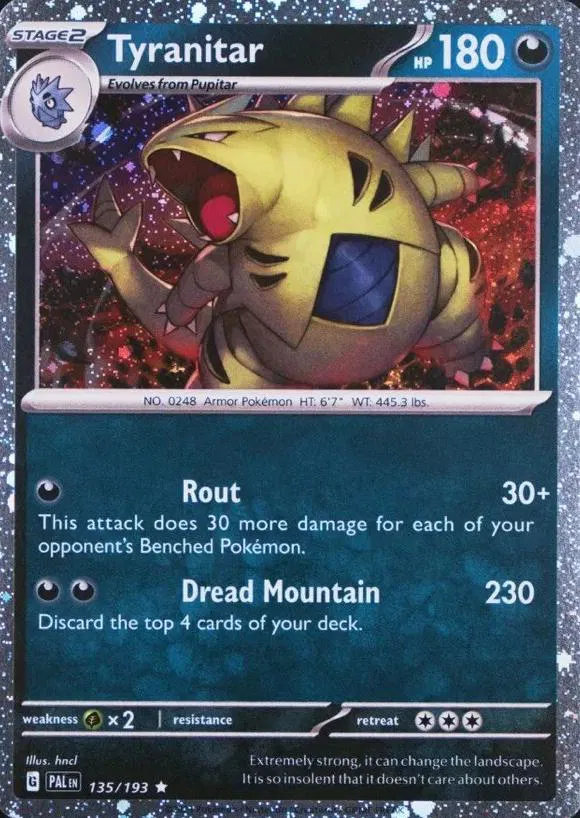 STAGE2
Tyranitar
HP 180
Evolves from Pupitar
NO. 0248 Armor Pokémon HT: 6'7" WT: 445.3 lbs.
Rout 30+
This attack does 30 more damage for each of your
opponent's Benched Pokémon.
Dread Mountain 230
Discard the top 4 cards of your deck.
weakness ×2 resistance retreat
Illus. hncl
Extremely strong, it can change the landscape.
It is so insolent that it doesn't care about others.
G PAL EN 135/193